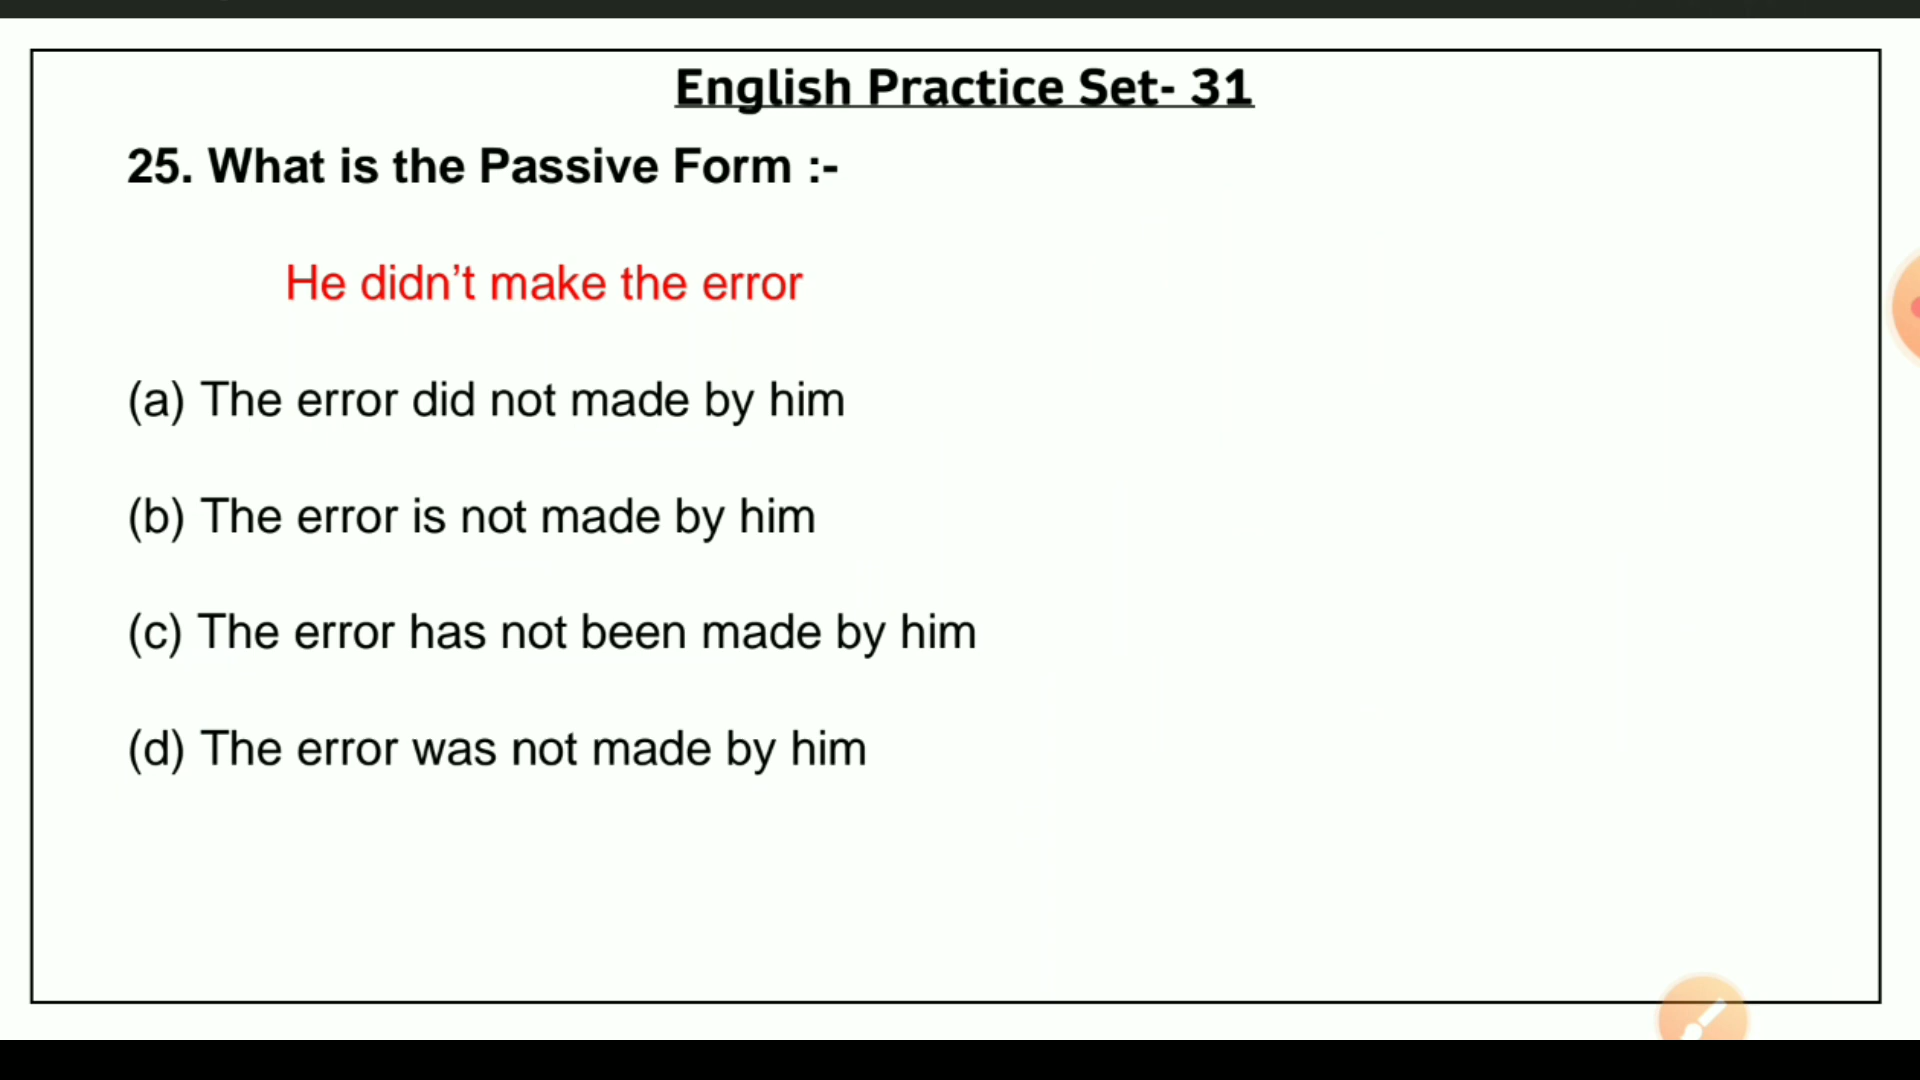 English Practice Set- 31
25. What is the Passive Form :-
He didn’t make the error
(a) The error did not made by him
(b) The error is not made by him
(c) The error has not been made by him
(d) The error was not made by him